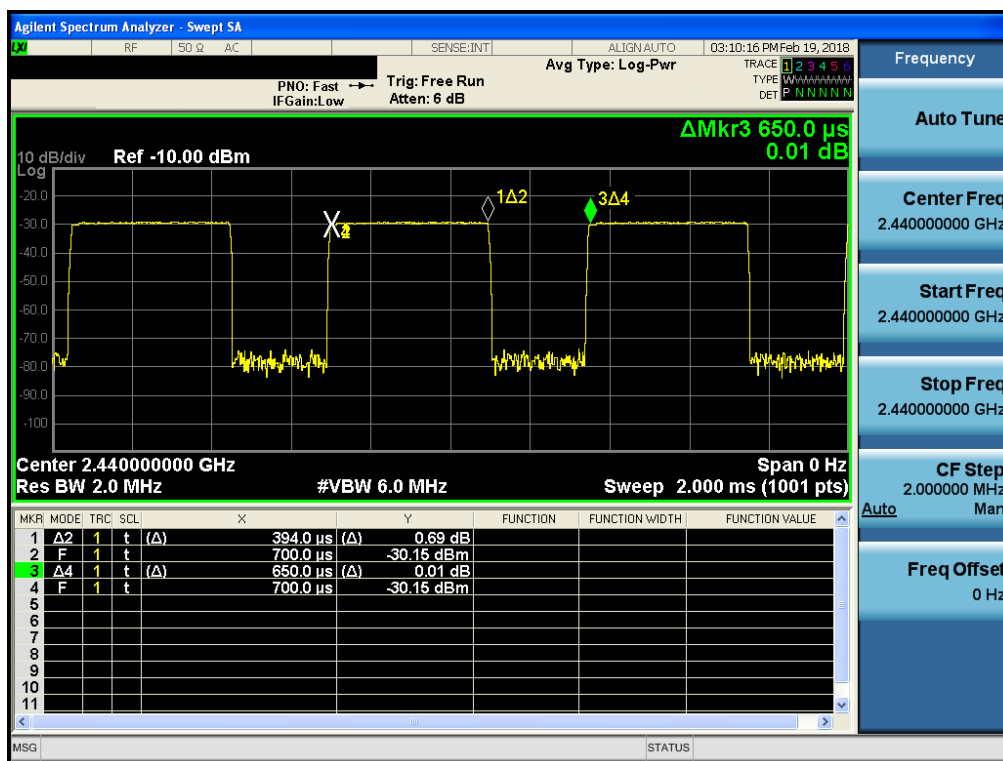 Agilent Spectrum Analyzer - Swept SA
LXI RF 50 Ω AC SENSE:INT ALIGN AUTO 03:10:16 PM Feb 19, 2018
Avg Type: Log-Pwr TRACE 1 2 3 4 5 6
PNO: Fast Trig: Free Run TYPE WWWWWW
IFGain:Low Atten: 6 dB DET P N N N N N
ΔMkr3 650.0 µs
0.01 dB
10 dB/div Ref -10.00 dBm
Log
-20.0
-30.0
-40.0
-50.0
-60.0
-70.0
-80.0
-90.0
-100
1Δ2
3Δ4
X
Center 2.440000000 GHz Span 0 Hz
Res BW 2.0 MHz #VBW 6.0 MHz Sweep 2.000 ms (1001 pts)
MKR MODE TRC SCL X Y FUNCTION FUNCTION WIDTH FUNCTION VALUE
1 Δ2 1 t (Δ) 394.0 µs (Δ) 0.69 dB
2 F 1 t 700.0 µs -30.15 dBm
3 Δ4 1 t (Δ) 650.0 µs (Δ) 0.01 dB
4 F 1 t 700.0 µs -30.15 dBm
5
6
7
8
9
10
11
MSG STATUS
Frequency
Auto Tune
Center Freq
2.440000000 GHz
Start Freq
2.440000000 GHz
Stop Freq
2.440000000 GHz
CF Step
2.000000 MHz
Auto Man
Freq Offset
0 Hz